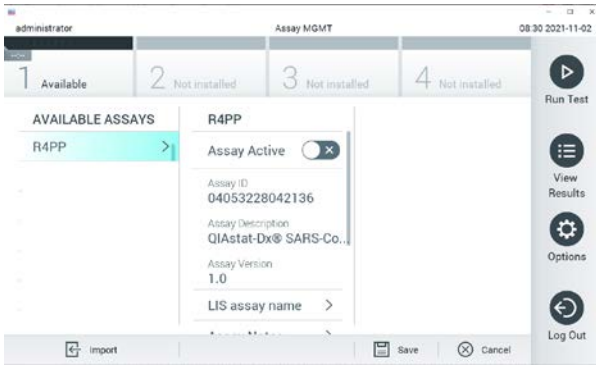 administrator Assay MGMT 08:30 2021-11-02
1 Available 2 Not installed 3 Not installed 4 Not installed
Run Test
AVAILABLE ASSAYS R4PP
R4PP Assay Active
View
Results
Assay ID
04053228042136
Assay Description
QIAstat-Dx® SARS-Co..
Options
Assay Version
1.0
LIS assay name
Log Out
Import Save Cancel